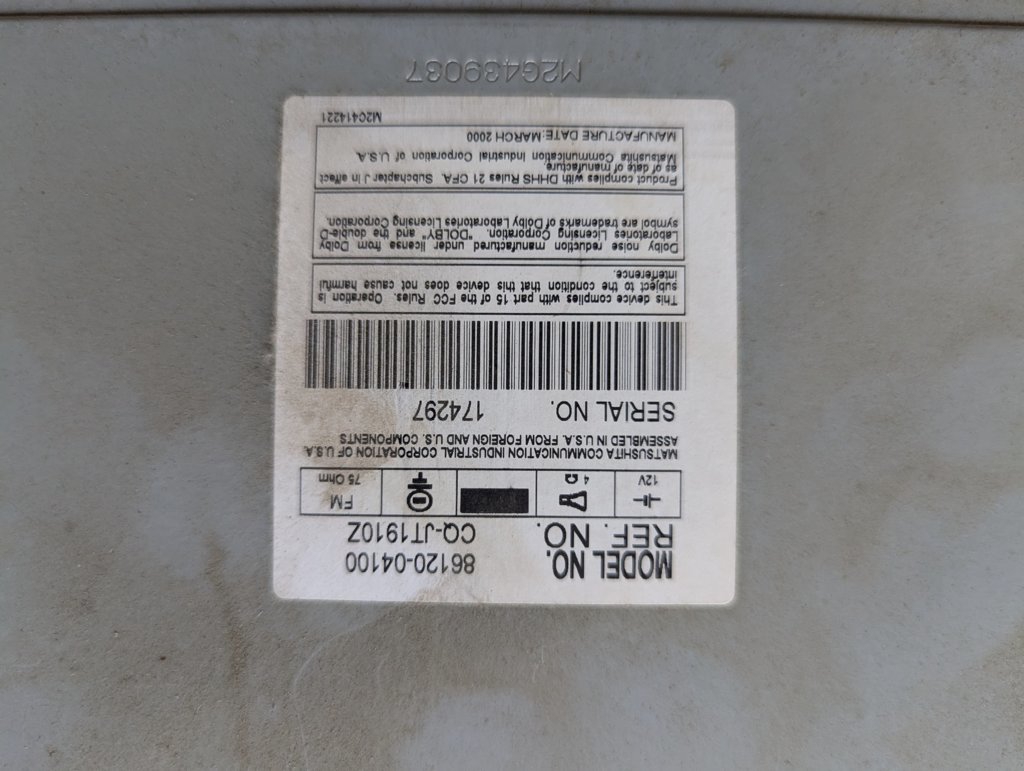 MODEL NO. 86120-04100
REF. NO. CQ-JT1910Z
12V 4 Ω FM 75 Ohm
MATSUSHITA COMMUNICATION INDUSTRIAL CORPORATION OF U.S.A.
ASSEMBLED IN U.S.A. FROM FOREIGN AND U.S. COMPONENTS
SERIAL NO. 174297
This device complies with part 15 of the FCC Rules. Operation is
subject to the condition that this device does not cause harmful
interference.
Dolby noise reduction manufactured under license from Dolby
Laboratories Licensing Corporation. "DOLBY" and the double-D
symbol are trademarks of Dolby Laboratories Licensing Corporation.
Product complies with DHHS Rules 21 CFA. Subchapter J in effect
as of date of manufacture.
Matsushita Communication Industrial Corporation of U.S.A.
MANUFACTURE DATE: MARCH 2000
M2G414221
M2G439037